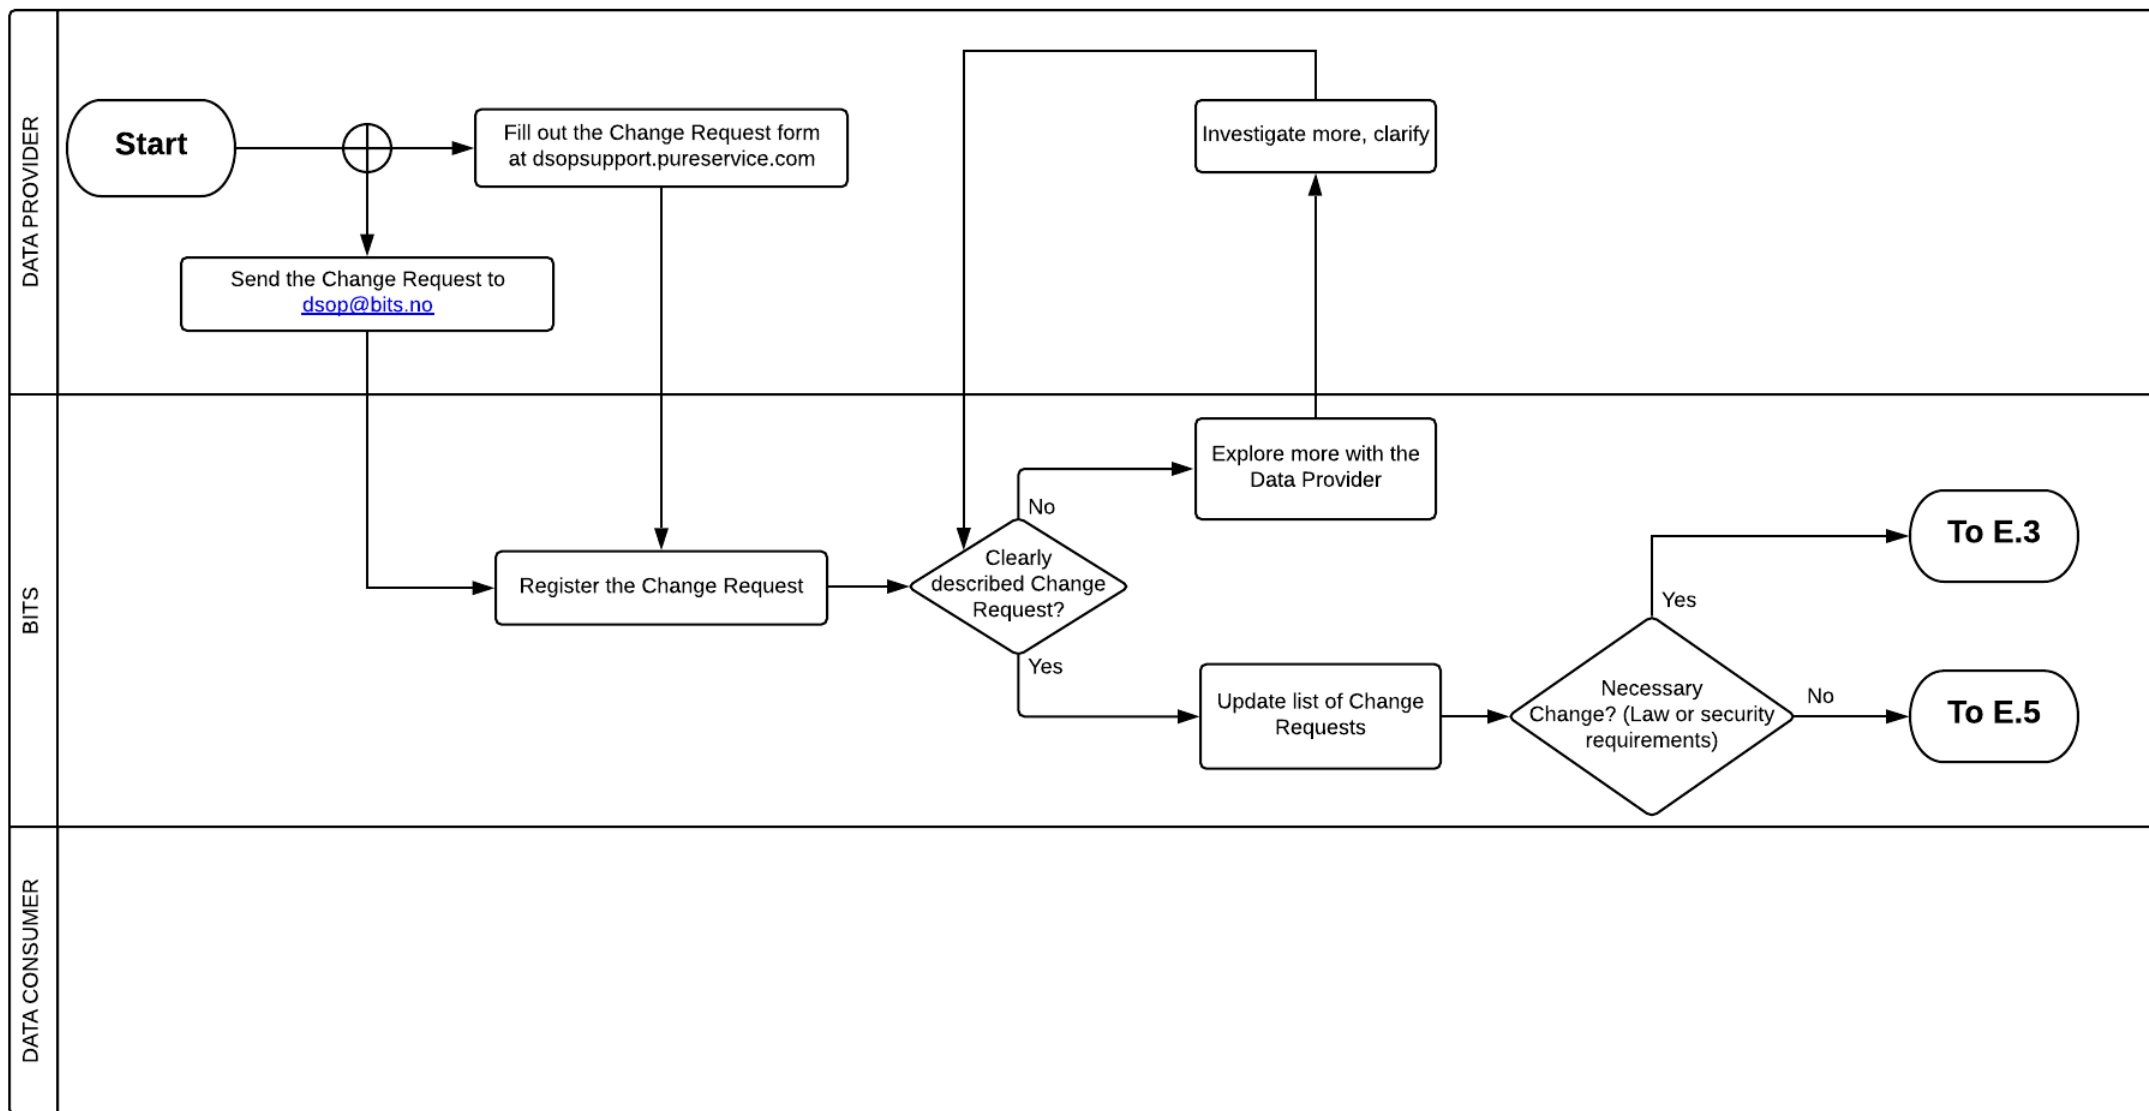 DATA PROVIDER
Start
Fill out the Change Request form
at dsopsupport.pureservice.com
Investigate more, clarify
Send the Change Request to
dsop@bits.no
BITS
Explore more with the
Data Provider
No
Clearly
described Change
Request?
Register the Change Request
Yes
Update list of Change
Requests
Necessary
Change? (Law or security
requirements)
Yes
To E.3
No
To E.5
DATA CONSUMER